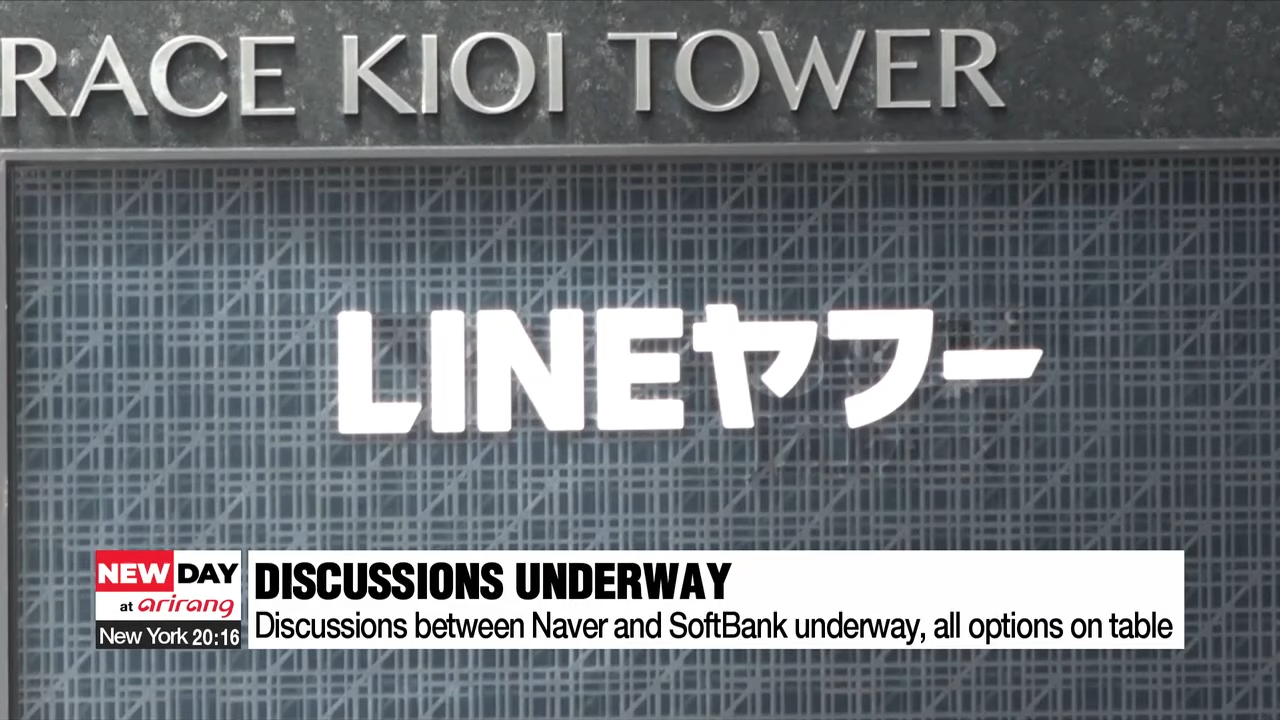 RACE KIOI TOWER
LINEヤフー
NEW DAY
at arirang
New York 20:16
DISCUSSIONS UNDERWAY
Discussions between Naver and SoftBank underway, all options on table